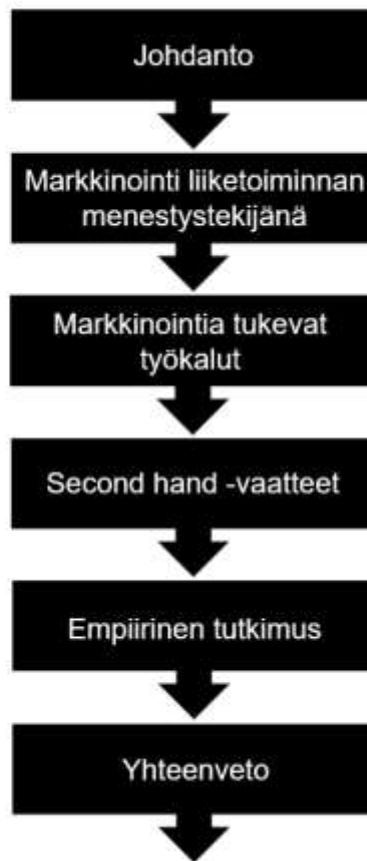 Johdanto
Markkinointi liiketoiminnan
menestystekijänä
Markkinointia tukevat
työkalut
Second hand -vaatteet
Empiirinen tutkimus
Yhteenveto